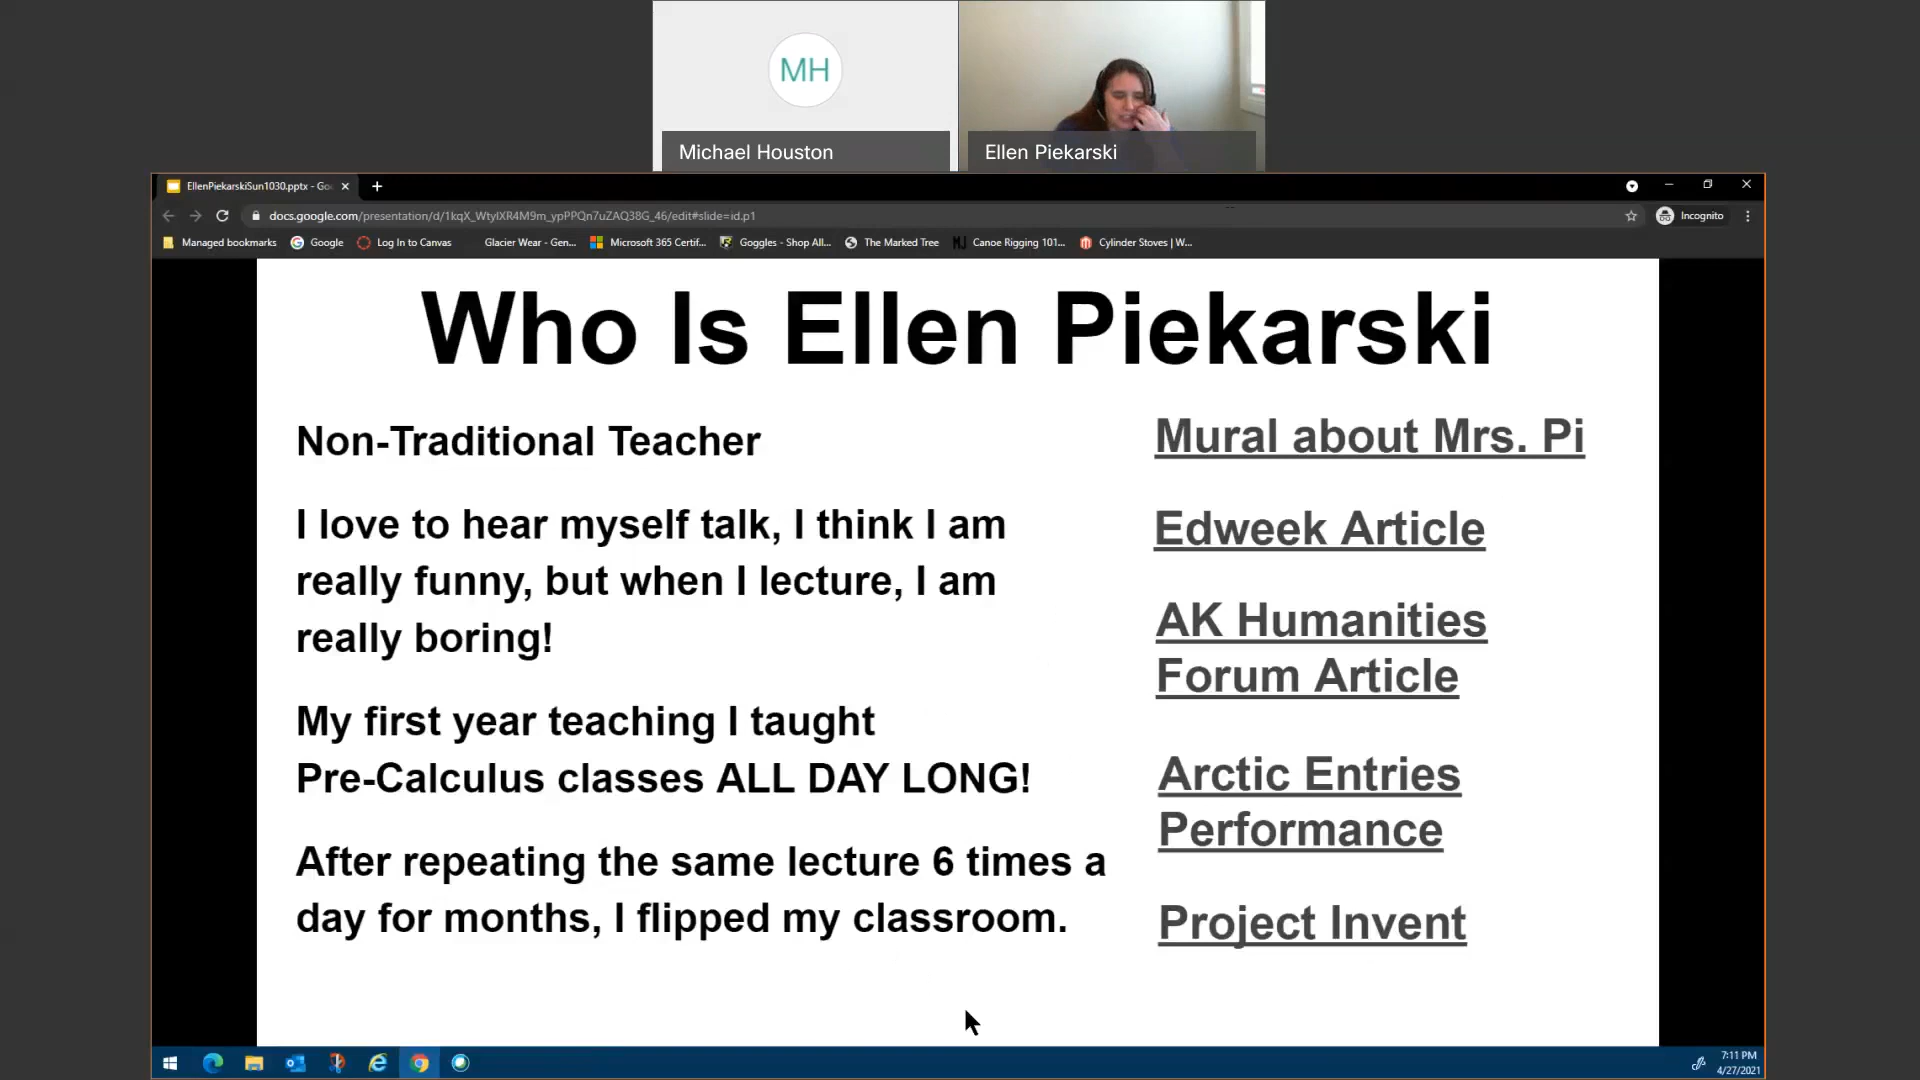 MH
Michael Houston
Ellen Piekarski
EllenPiekarskiSun1030.pptx - Go
docs.google.com/presentation/d/1kqX_WtyIXR4M9m_ypPPQn7uZAQ38G_46/edit#slide=id.p1
Incognito
Managed bookmarks Google Log In to Canvas Glacier Wear - Gen... Microsoft 365 Certif... Goggles - Shop All... The Marked Tree Canoe Rigging 101... Cylinder Stoves | W...
Who Is Ellen Piekarski
Non-Traditional Teacher
I love to hear myself talk, I think I am
really funny, but when I lecture, I am
really boring!
My first year teaching I taught
Pre-Calculus classes ALL DAY LONG!
After repeating the same lecture 6 times a
day for months, I flipped my classroom.
Mural about Mrs. Pi
Edweek Article
AK Humanities
Forum Article
Arctic Entries
Performance
Project Invent
7:11 PM
4/27/2021